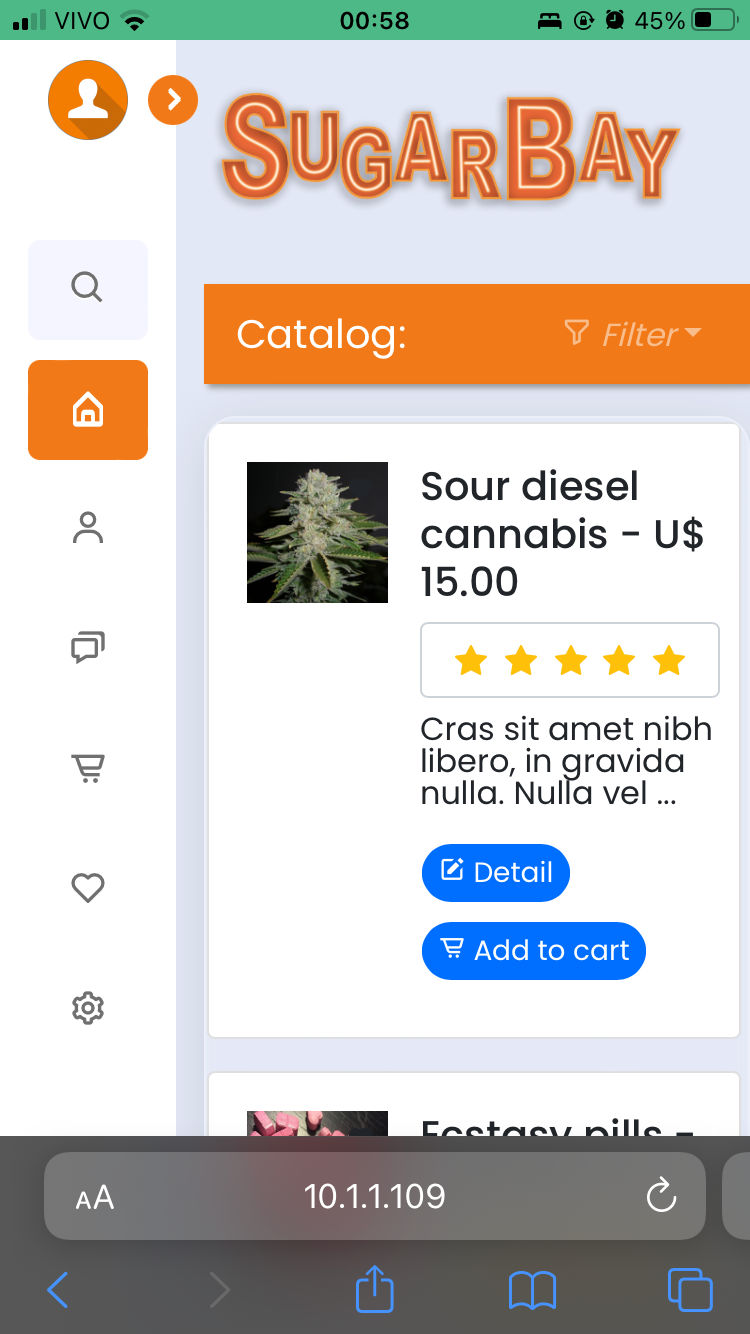 VIVO
00:58
45%
SUGARBAY
Catalog:
Filter
Sour diesel
cannabis - U$
15.00
Cras sit amet nibh
libero, in gravida
nulla. Nulla vel ...
Detail
Add to cart
Ecstasy pills -
AA
10.1.1.109